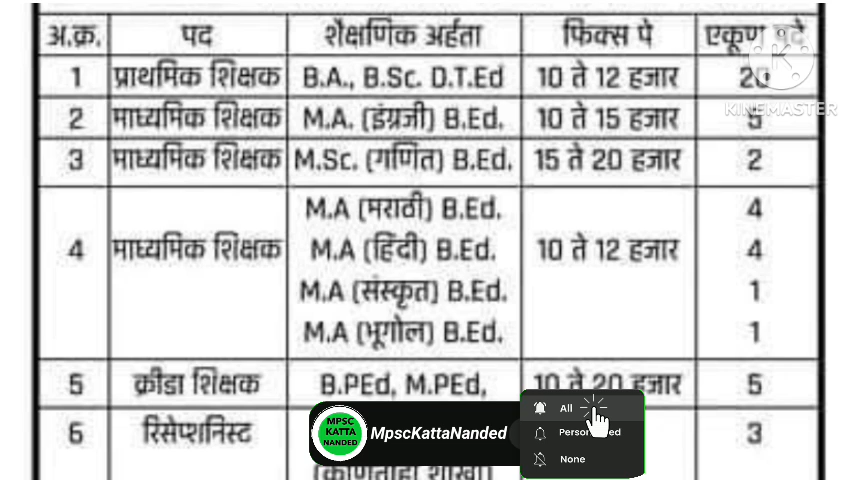 अ.क्र. पद शैक्षणिक अर्हता फिक्स पे एकूण पदे
1 प्राथमिक शिक्षक B.A., B.Sc. D.T.Ed 10 ते 12 हजार 20
KINEMASTER
2 माध्यमिक शिक्षक M.A. (इंग्रजी) B.Ed. 10 ते 15 हजार 5
3 माध्यमिक शिक्षक M.Sc. (गणित) B.Ed. 15 ते 20 हजार 2
M.A (मराठी) B.Ed. 4
4 माध्यमिक शिक्षक M.A (हिंदी) B.Ed. 10 ते 12 हजार 4
M.A (संस्कृत) B.Ed. 1
M.A (भूगोल) B.Ed. 1
5 क्रीडा शिक्षक B.PEd, M.PEd, 10 ते 20 हजार 5
6 रिसेप्शनिस्ट 3
MPSC
KATTA
NANDED
MpscKattaNanded
All
None